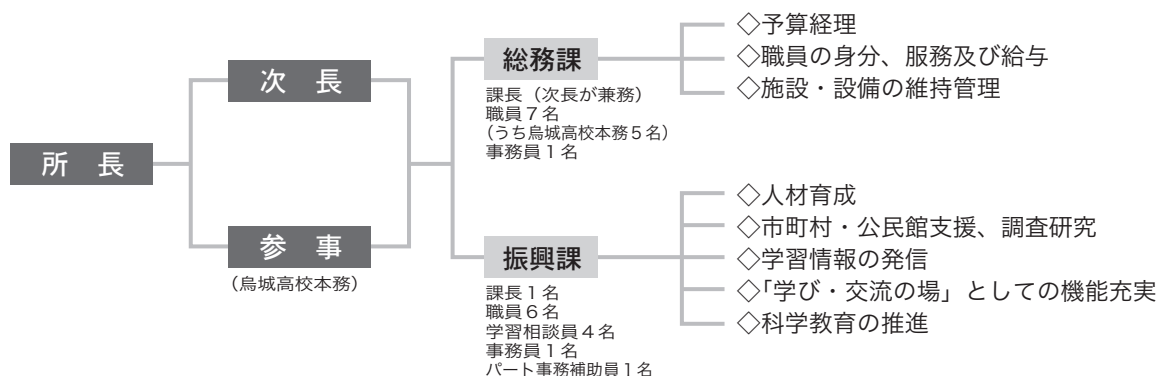 所　長
次　長
参　事
（烏城高校本務）
総務課
課長（次長が兼務）
職員７名
（うち烏城高校本務５名）
事務員１名
◇予算経理
◇職員の身分、服務及び給与
◇施設・設備の維持管理
振興課
課長１名
職員６名
学習相談員４名
事務員１名
パート事務補助員１名
◇人材育成
◇市町村・公民館支援、調査研究
◇学習情報の発信
◇「学び・交流の場」としての機能充実
◇科学教育の推進